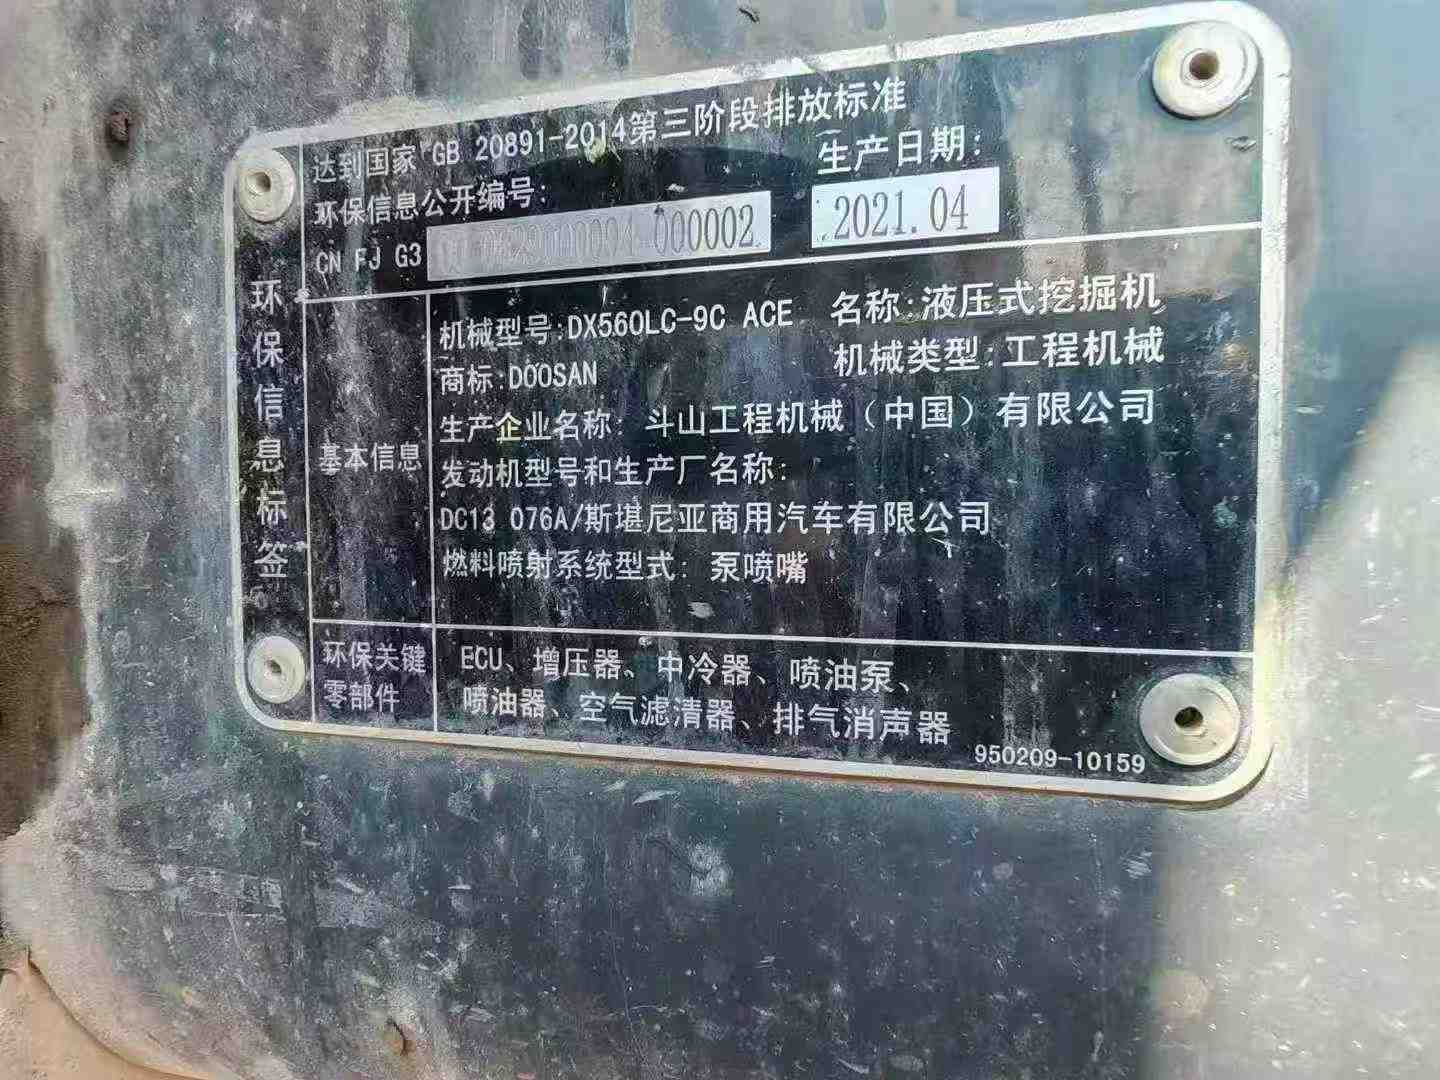 环保信息标签
达到国家 GB 20891-2014第三阶段排放标准
环保信息公开编号:
生产日期:
CN FJ G3 000002
2021.04
基本信息
机械型号:DX560LC-9C ACE 名称:液压式挖掘机
商标:DOOSAN 机械类型:工程机械
生产企业名称: 斗山工程机械（中国）有限公司
发动机型号和生产厂名称:
DC13 076A/斯堪尼亚商用汽车有限公司
燃料喷射系统型式: 泵喷嘴
环保关键
零部件
ECU、增压器、中冷器、喷油泵、
喷油器、空气滤清器、排气消声器
950209-10159